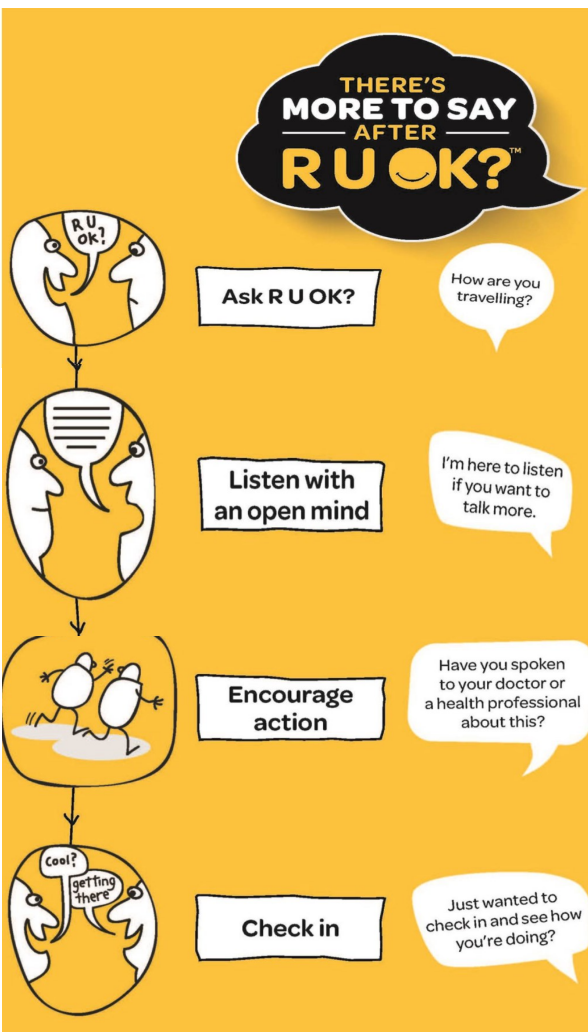 THERE'S
MORE TO SAY
AFTER
R U OK?™
R U
OK?
Ask R U OK?
How are you
travelling?
Listen with
an open mind
I'm here to listen
if you want to
talk more.
Encourage
action
Have you spoken
to your doctor or
a health professional
about this?
Cool?
getting
there
Check in
Just wanted to
check in and see how
you're doing?